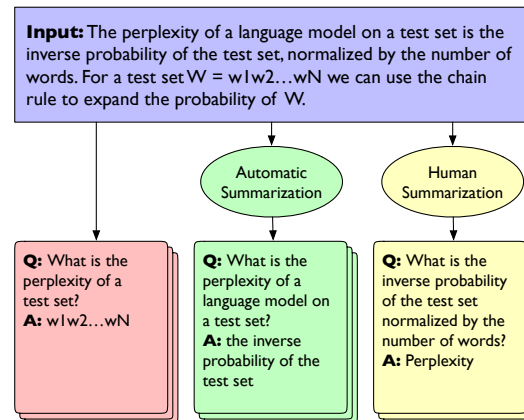 Input: The perplexity of a language model on a test set is the
inverse probability of the test set, normalized by the number of
words. For a test set W = w1w2…wN we can use the chain
rule to expand the probability of W.
Automatic
Summarization
Human
Summarization
Q: What is the
perplexity of a
test set?
A: w1w2…wN
Q: What is the
perplexity of a
language model on
a test set?
A: the inverse
probability of the
test set
Q: What is the
inverse probability
of the test set
normalized by the
number of words?
A: Perplexity